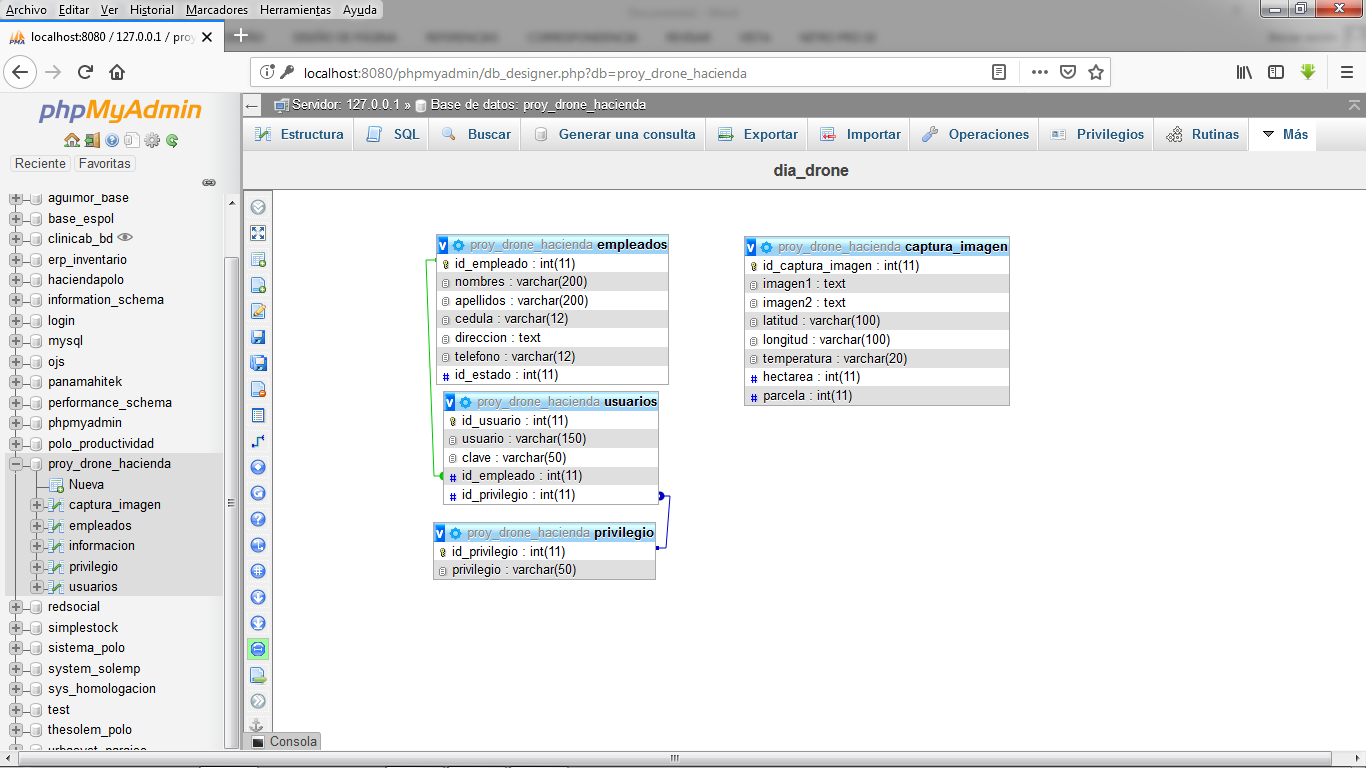 Archivo Editar Ver Historial Marcadores Herramientas Ayuda
localhost:8080 / 127.0.0.1 / proy
localhost:8080/phpmyadmin/db_designer.php?db=proy_drone_hacienda
phpMyAdmin
Reciente Favoritas
aguimor_base
base_espol
clinicab_bd
erp_inventario
haciendapolo
information_schema
login
mysql
ojs
panamahitek
performance_schema
phpmyadmin
polo_productividad
proy_drone_hacienda
Nueva
captura_imagen
empleados
informacion
privilegio
usuarios
redsocial
simplestock
sistema_polo
system_solemp
sys_homologacion
test
thesolem_polo
Servidor: 127.0.0.1 » Base de datos: proy_drone_hacienda
Estructura SQL Buscar Generar una consulta Exportar Importar Operaciones Privilegios Rutinas Más
dia_drone
v proy_drone_hacienda empleados
id_empleado : int(11)
nombres : varchar(200)
apellidos : varchar(200)
cedula : varchar(12)
direccion : text
telefono : varchar(12)
# id_estado : int(11)
v proy_drone_hacienda usuarios
id_usuario : int(11)
usuario : varchar(150)
clave : varchar(50)
# id_empleado : int(11)
# id_privilegio : int(11)
v proy_drone_hacienda privilegio
id_privilegio : int(11)
privilegio : varchar(50)
v proy_drone_hacienda captura_imagen
id_captura_imagen : int(11)
imagen1 : text
imagen2 : text
latitud : varchar(100)
longitud : varchar(100)
temperatura : varchar(20)
# hectarea : int(11)
# parcela : int(11)
Consola